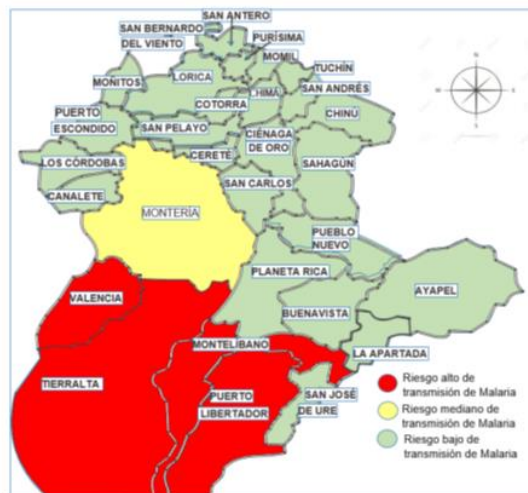 SAN ANTERO
SAN BERNARDO
DEL VIENTO
PURÍSIMA
MOMIL
TUCHÍN
MOÑITOS
LORICA
CHIMÁ
SAN ANDRÉS
COTORRA
CHINÚ
PUERTO
ESCONDIDO
SAN PELAYO
CIÉNAGA
DE ORO
LOS CÓRDOBAS
CERETÉ
SAHAGÚN
CANALETE
SAN CARLOS
MONTERÍA
PUEBLO
NUEVO
PLANETA RICA
VALENCIA
AYAPEL
BUENAVISTA
MONTELÍBANO
LA APARTADA
TIERRALTA
PUERTO
LIBERTADOR
SAN JOSÉ
DE URE
Riesgo alto de
transmisión de Malaria
Riesgo mediano de
transmisión de Malaria
Riesgo bajo de
transmisión de Malaria